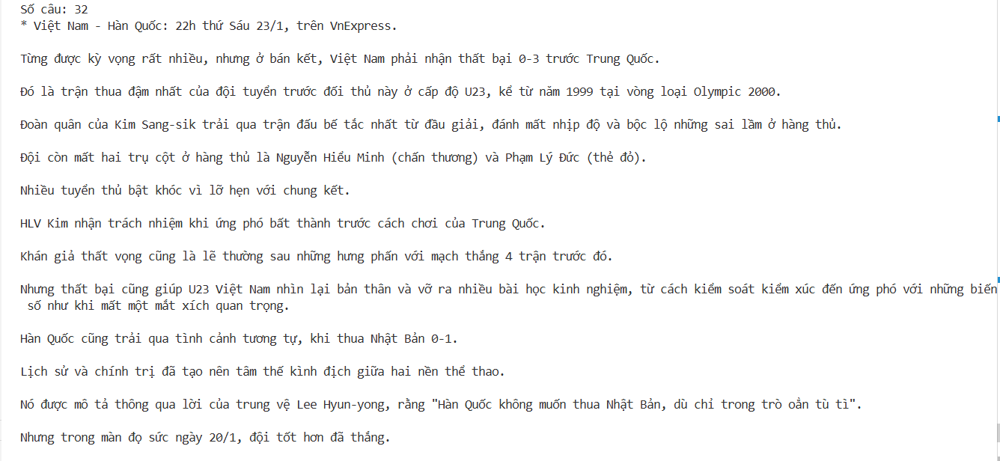 Số câu: 32
* Việt Nam - Hàn Quốc: 22h thứ Sáu 23/1, trên VnExpress.
Từng được kỳ vọng rất nhiều, nhưng ở bán kết, Việt Nam phải nhận thất bại 0-3 trước Trung Quốc.
Đó là trận thua đậm nhất của đội tuyển trước đối thủ này ở cấp độ U23, kể từ năm 1999 tại vòng loại Olympic 2000.
Đoàn quân của Kim Sang-sik trải qua trận đấu bế tắc nhất từ đầu giải, đánh mất nhịp độ và bộc lộ những sai lầm ở hàng thủ.
Đội còn mất hai trụ cột ở hàng thủ là Nguyễn Hiểu Minh (chấn thương) và Phạm Lý Đức (thẻ đỏ).
Nhiều tuyển thủ bật khóc vì lỡ hẹn với chung kết.
HLV Kim nhận trách nhiệm khi ứng phó bất thành trước cách chơi của Trung Quốc.
Khán giả thất vọng cũng là lẽ thường sau những hưng phấn với mạch thắng 4 trận trước đó.
Nhưng thất bại cũng giúp U23 Việt Nam nhìn lại bản thân và vỡ ra nhiều bài học kinh nghiệm, từ cách kiểm soát kiểm xúc đến ứng phó với những biến
số như khi mất một mắt xích quan trọng.
Hàn Quốc cũng trải qua tình cảnh tương tự, khi thua Nhật Bản 0-1.
Lịch sử và chính trị đã tạo nên tâm thế kình địch giữa hai nền thể thao.
Nó được mô tả thông qua lời của trung vệ Lee Hyun-yong, rằng "Hàn Quốc không muốn thua Nhật Bản, dù chỉ trong trò oẳn tù tì".
Nhưng trong màn đọ sức ngày 20/1, đội tốt hơn đã thắng.